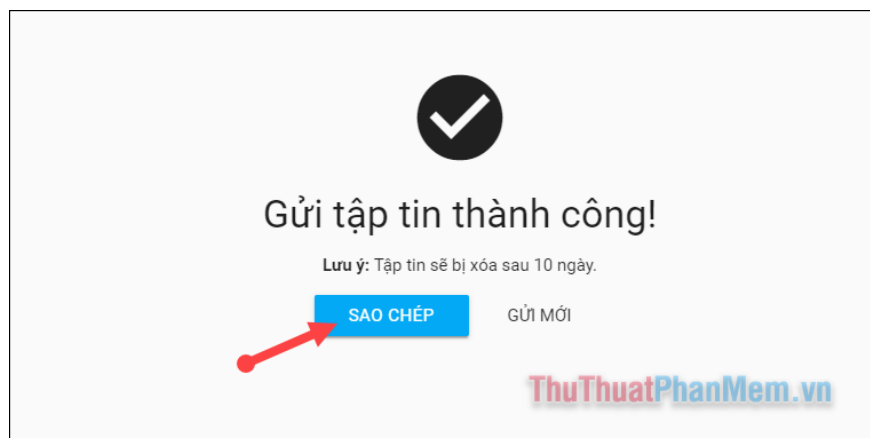 Gửi tập tin thành công!
Lưu ý: Tập tin sẽ bị xóa sau 10 ngày.
SAO CHÉP GỬI MỚI
ThuThuatPhanMem.vn